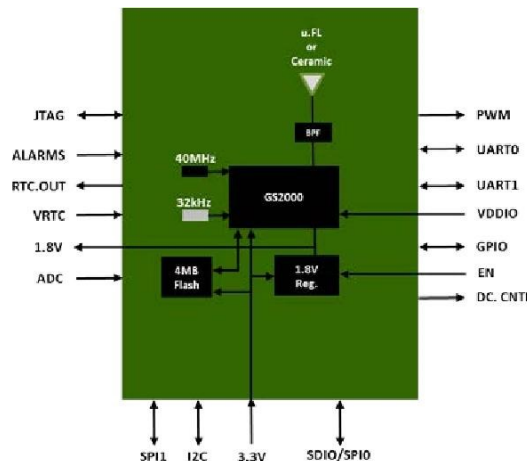 u.FL
or
Ceramic
BPF
40MHz
GS2000
32kHz
4MB
Flash
1.8V
Reg.
JTAG
ALARMS
RTC.OUT
VRTC
1.8V
ADC
PWM
UART0
UART1
VDDIO
GPIO
EN
DC. CNTL
SPI1
I2C
3.3V
SDIO/SPI0